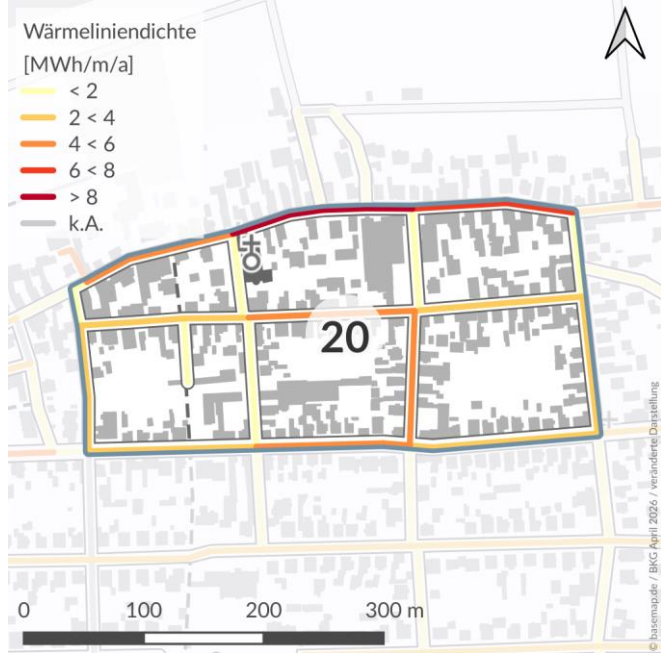 Wärmeliniendichte
[MWh/m/a]
< 2
2 < 4
4 < 6
6 < 8
> 8
k.A.
20
0 100 200 300 m
© basemap.de / BKG April 2026 / veränderte Darstellung